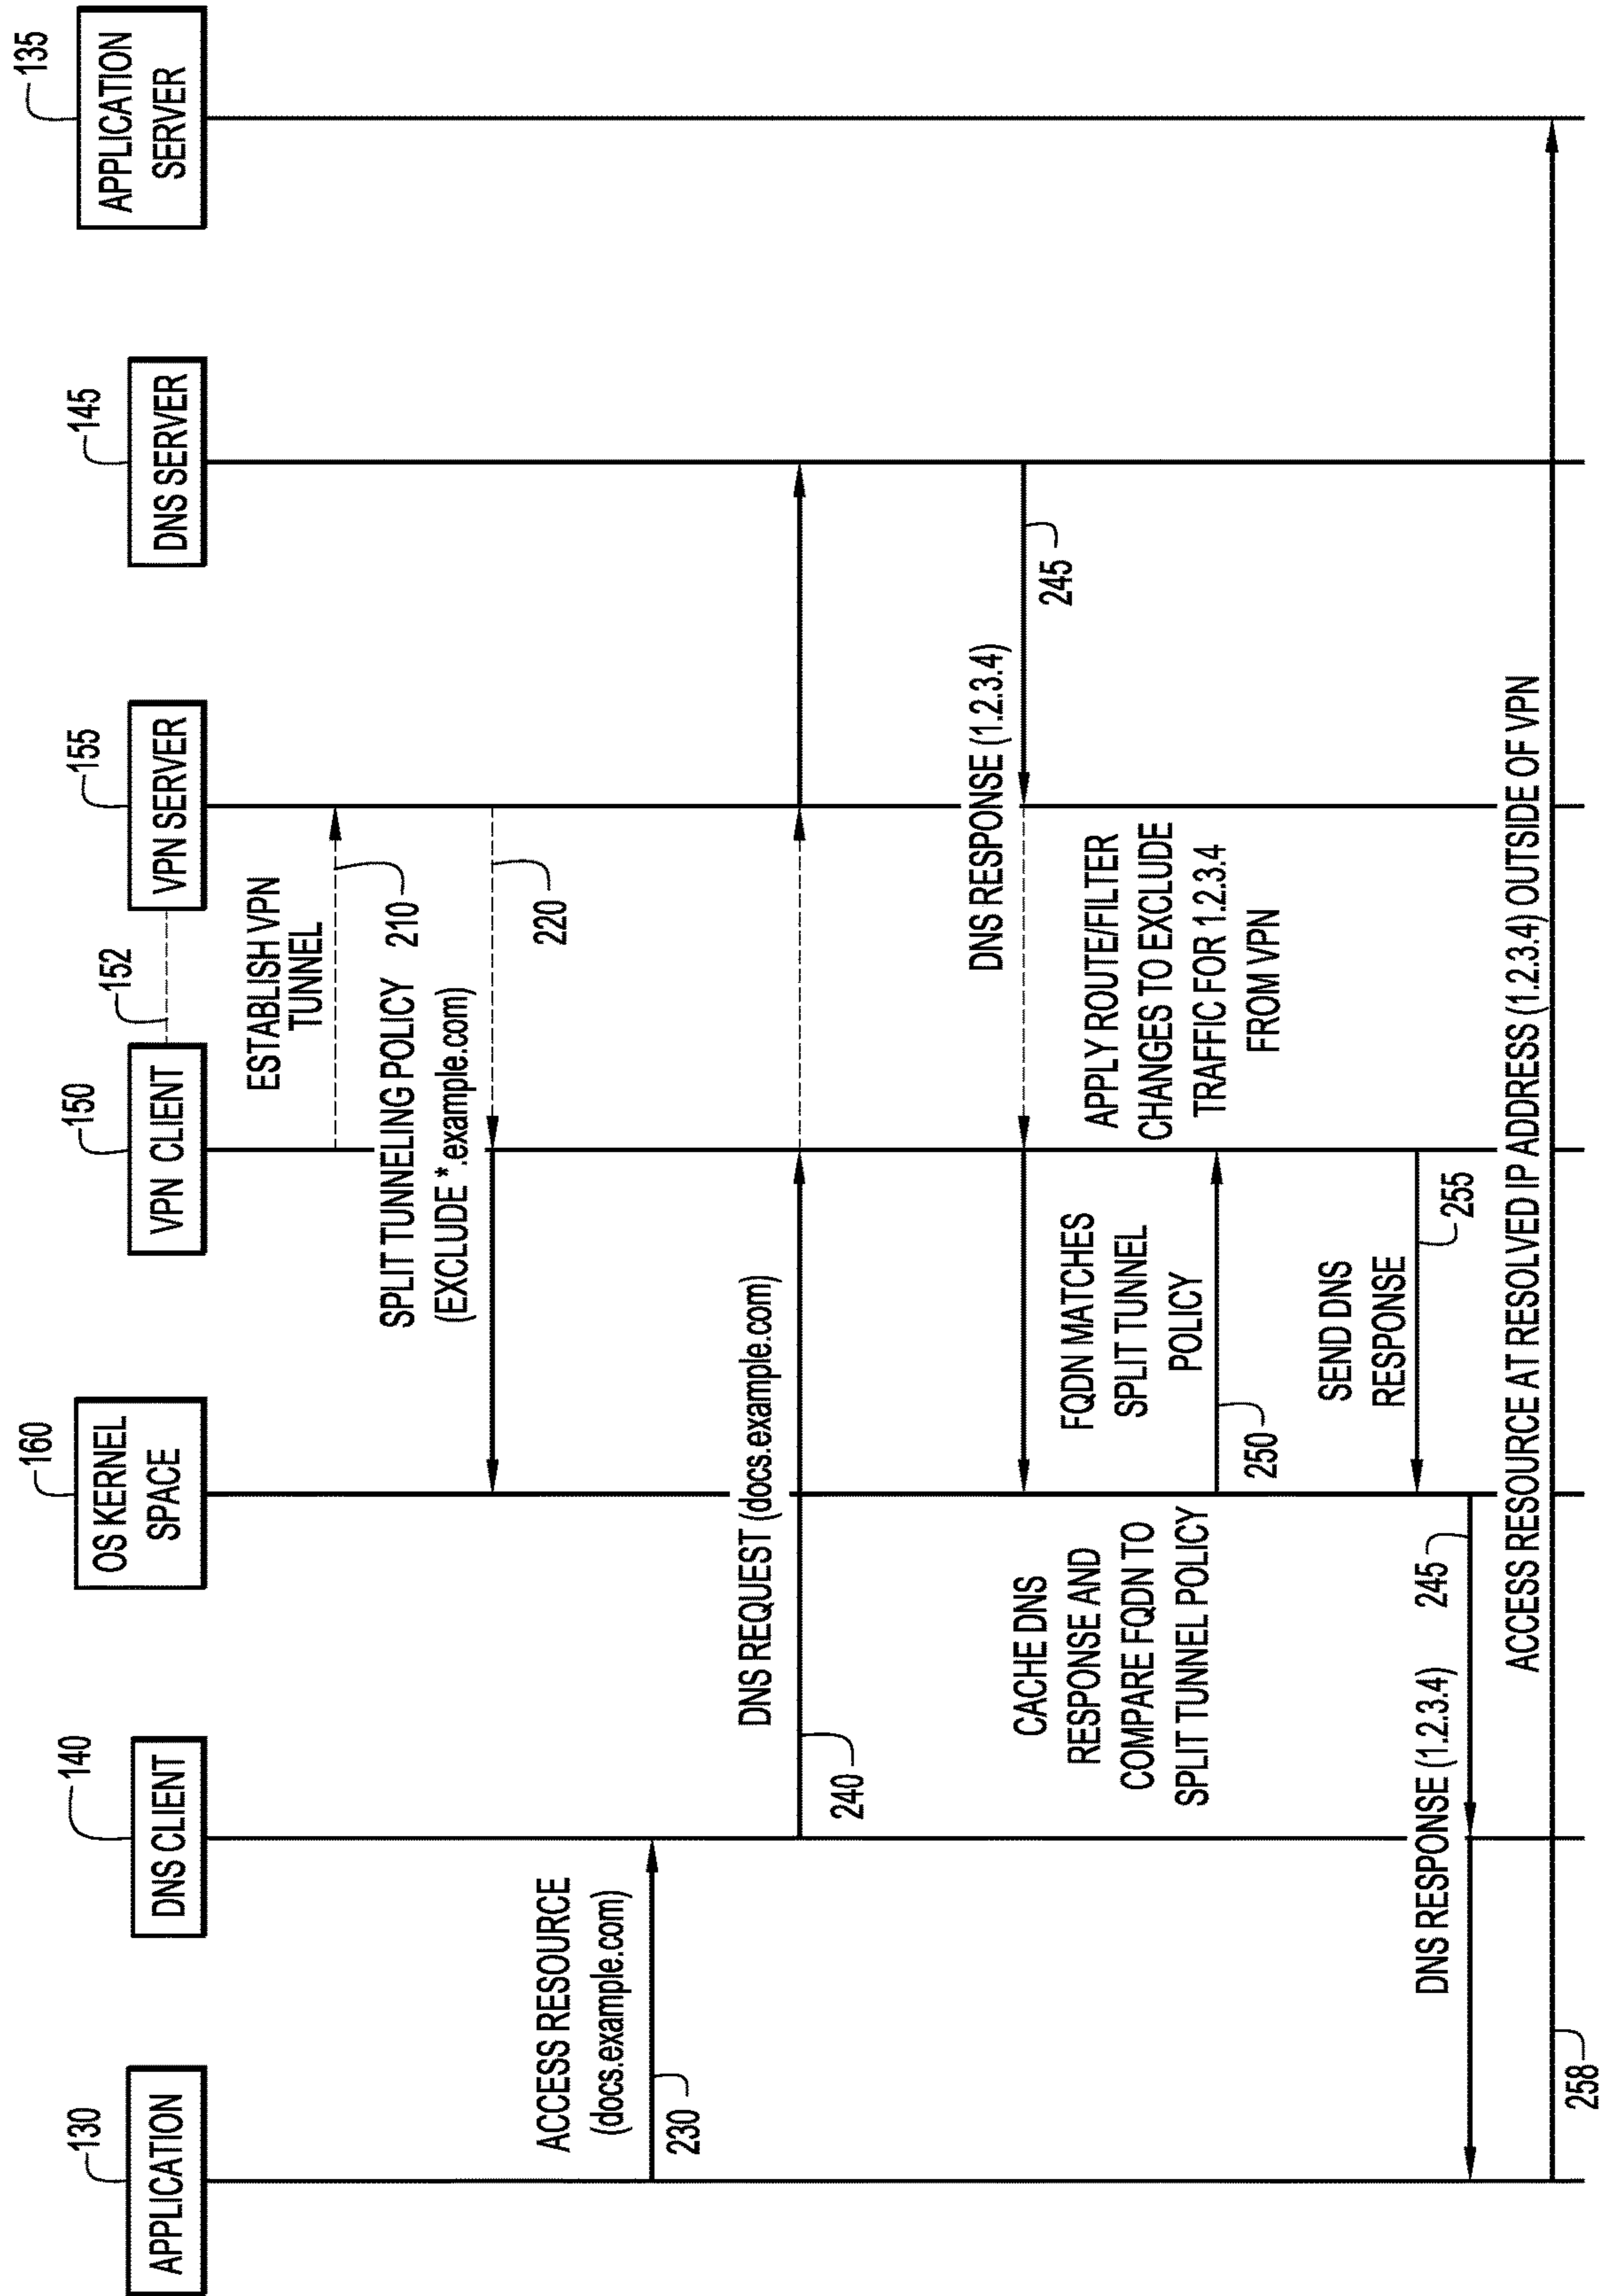 130
APPLICATION
140
DNS CLIENT
160
OS KERNEL
SPACE
150
VPN CLIENT
152
155
VPN SERVER
145
DNS SERVER
135
APPLICATION
SERVER
ESTABLISH VPN
TUNNEL
210
SPLIT TUNNELING POLICY
(EXCLUDE *.example.com)
220
ACCESS RESOURCE
(docs.example.com)
230
DNS REQUEST (docs.example.com)
240
DNS RESPONSE (1.2.3.4)
245
CACHE DNS
RESPONSE AND
COMPARE FQDN TO
SPLIT TUNNEL POLICY
FQDN MATCHES
SPLIT TUNNEL
POLICY
250
APPLY ROUTE/FILTER
CHANGES TO EXCLUDE
TRAFFIC FOR 1.2.3.4
FROM VPN
SEND DNS
RESPONSE
255
DNS RESPONSE (1.2.3.4)
245
ACCESS RESOURCE AT RESOLVED IP ADDRESS (1.2.3.4) OUTSIDE OF VPN
258